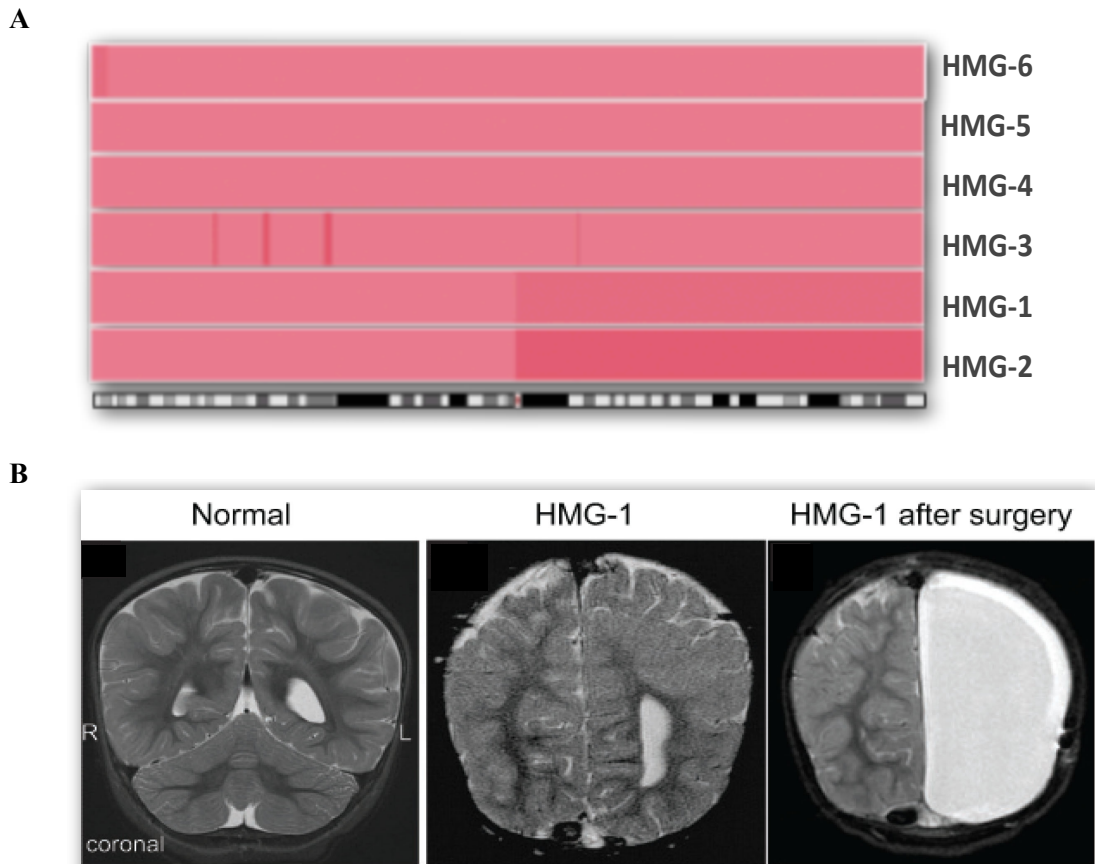 A
HMG-6
HMG-5
HMG-4
HMG-3
HMG-1
HMG-2
B
Normal
HMG-1
HMG-1 after surgery
R
L
coronal